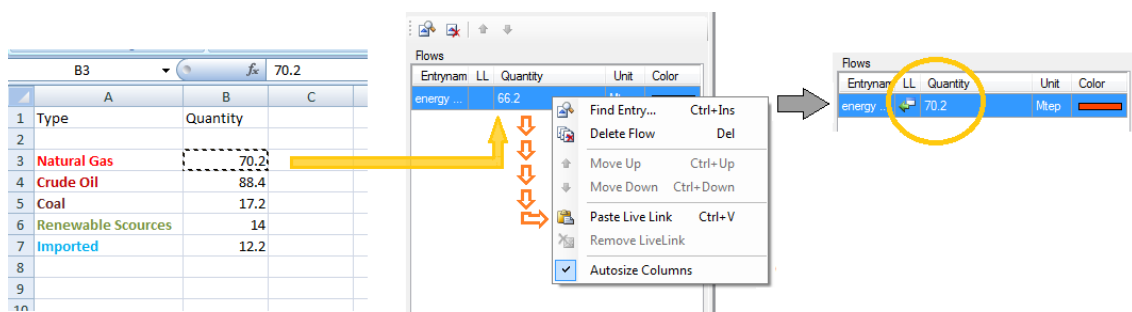 B3 fx 70.2
A B C
1 Type Quantity
2
3 Natural Gas 70.2
4 Crude Oil 88.4
5 Coal 17.2
6 Renewable Scources 14
7 Imported 12.2
8
9
10
Flows
Entrynam LL Quantity Unit Color
energy ... 66.2
Find Entry... Ctrl+Ins
Delete Flow Del
Move Up Ctrl+Up
Move Down Ctrl+Down
Paste Live Link Ctrl+V
Remove LiveLink
Autosize Columns
Flows
Entrynam LL Quantity Unit Color
energy ... 70.2 Mtep